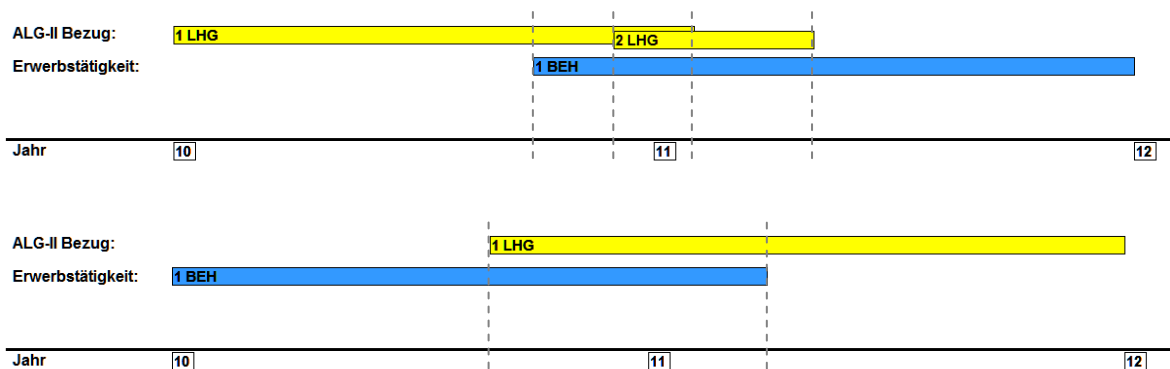 ALG-II Bezug: 1 LHG 2 LHG
Erwerbstätigkeit: 1 BEH
Jahr 10 11 12
ALG-II Bezug: 1 LHG
Erwerbstätigkeit: 1 BEH
Jahr 10 11 12